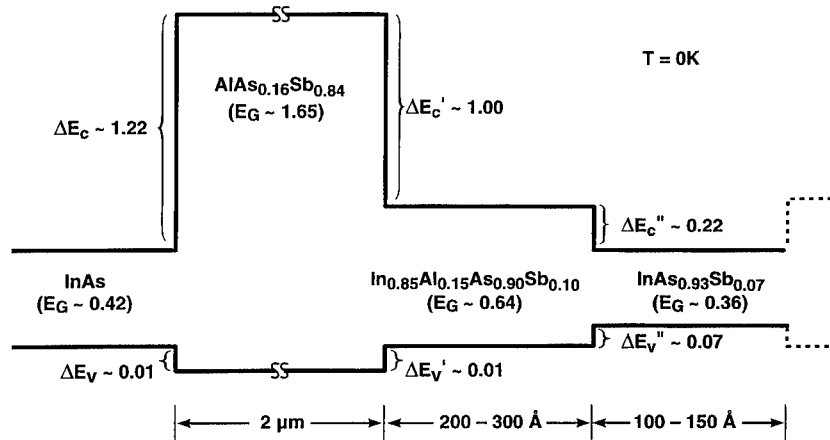 AlAs0.16Sb0.84
(EG ~ 1.65)
T = 0K
ΔEc ~ 1.22
ΔEc' ~ 1.00
ΔEc" ~ 0.22
InAs
(EG ~ 0.42)
In0.85Al0.15As0.90Sb0.10
(EG ~ 0.64)
InAs0.93Sb0.07
(EG ~ 0.36)
ΔEv ~ 0.01
ΔEv' ~ 0.01
ΔEv" ~ 0.07
2 μm
200 – 300 Å
100 – 150 Å